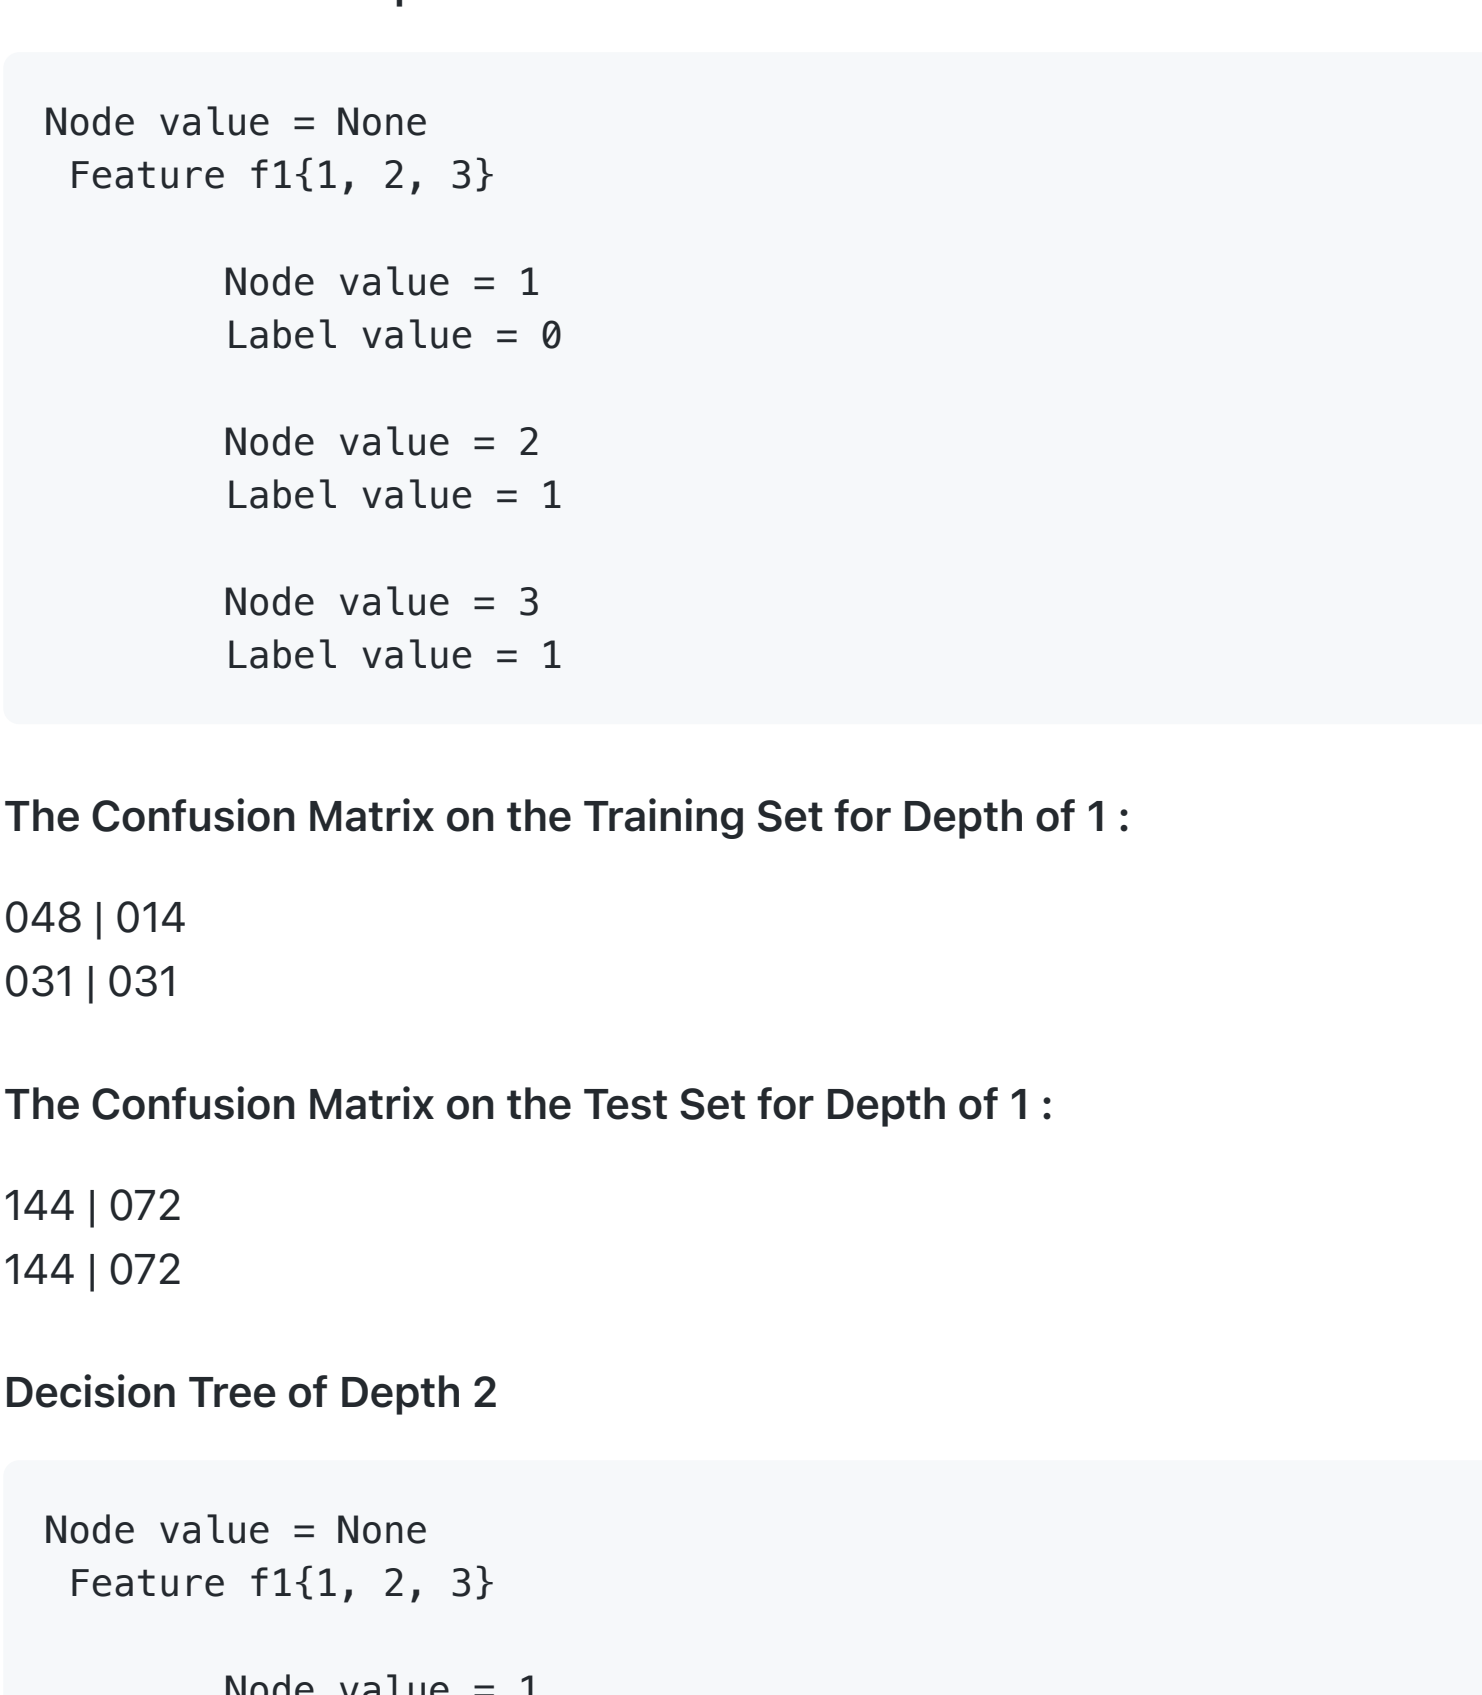 Node value = None
Feature f1{1, 2, 3}
Node value = 1
Label value = 0
Node value = 2
Label value = 1
Node value = 3
Label value = 1
The Confusion Matrix on the Training Set for Depth of 1 :
048 | 014
031 | 031
The Confusion Matrix on the Test Set for Depth of 1 :
144 | 072
144 | 072
Decision Tree of Depth 2
Node value = None
Feature f1{1, 2, 3}
Node value = 1